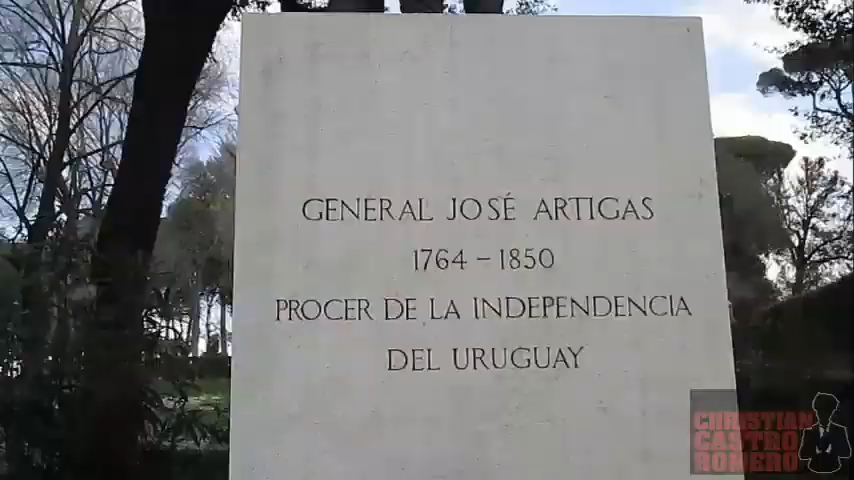 GENERAL JOSÉ ARTIGAS
1764 - 1850
PROCER DE LA INDEPENDENCIA
DEL URUGUAY
CHRISTIAN
CASTRO
ROMERO